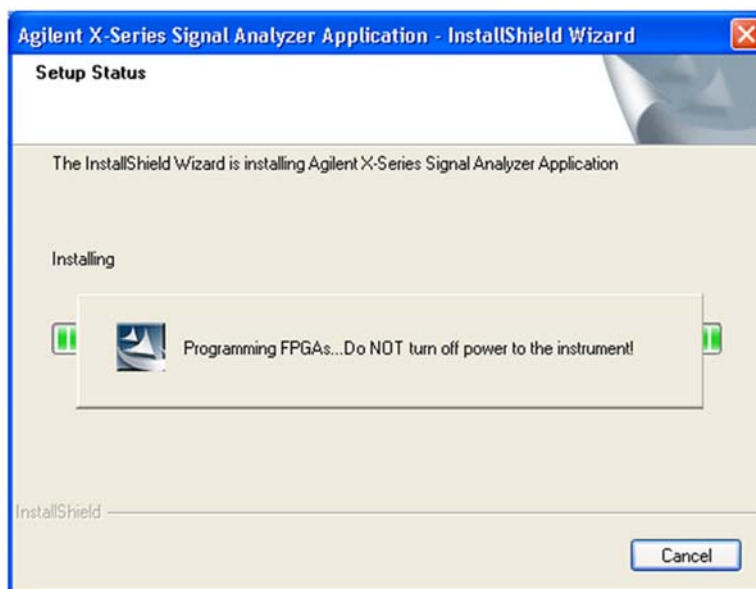 Agilent X-Series Signal Analyzer Application - InstallShield Wizard
Setup Status
The InstallShield Wizard is installing Agilent X-Series Signal Analyzer Application
Installing
Programming FPGAs...Do NOT turn off power to the instrument!
InstallShield
Cancel